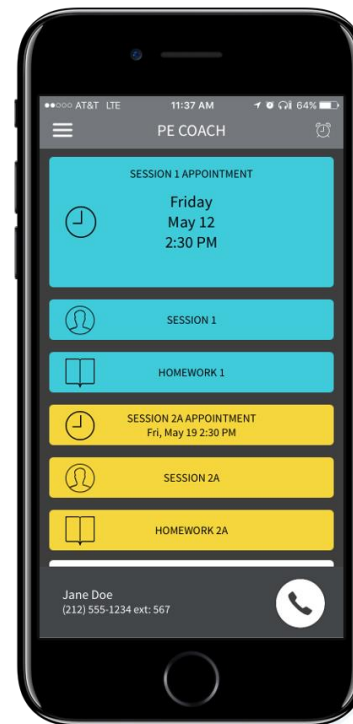 AT&T LTE 11:37 AM 64%
PE COACH
SESSION 1 APPOINTMENT
Friday
May 12
2:30 PM
SESSION 1
HOMEWORK 1
SESSION 2A APPOINTMENT
Fri, May 19 2:30 PM
SESSION 2A
HOMEWORK 2A
Jane Doe
(212) 555-1234 ext: 567